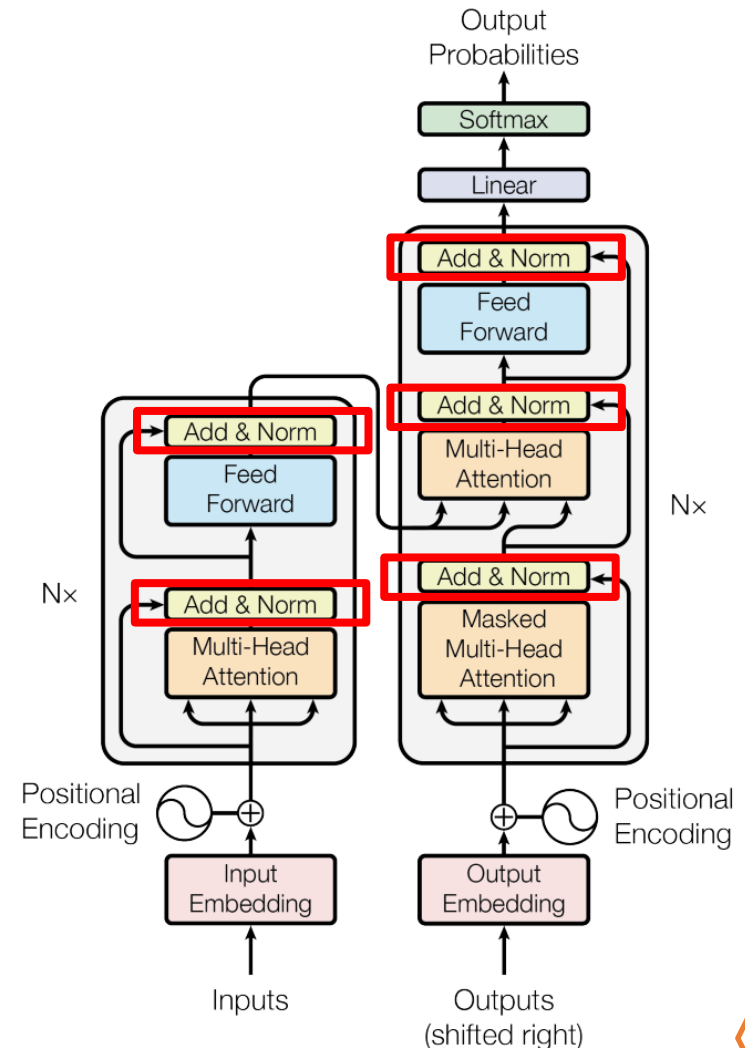 Output
Probabilities
Softmax
Linear
Add & Norm
Feed
Forward
Add & Norm
Multi-Head
Attention
Add & Norm
Masked
Multi-Head
Attention
Nx
Add & Norm
Feed
Forward
Add & Norm
Multi-Head
Attention
Nx
Positional
Encoding
Positional
Encoding
Input
Embedding
Output
Embedding
Inputs
Outputs
(shifted right)